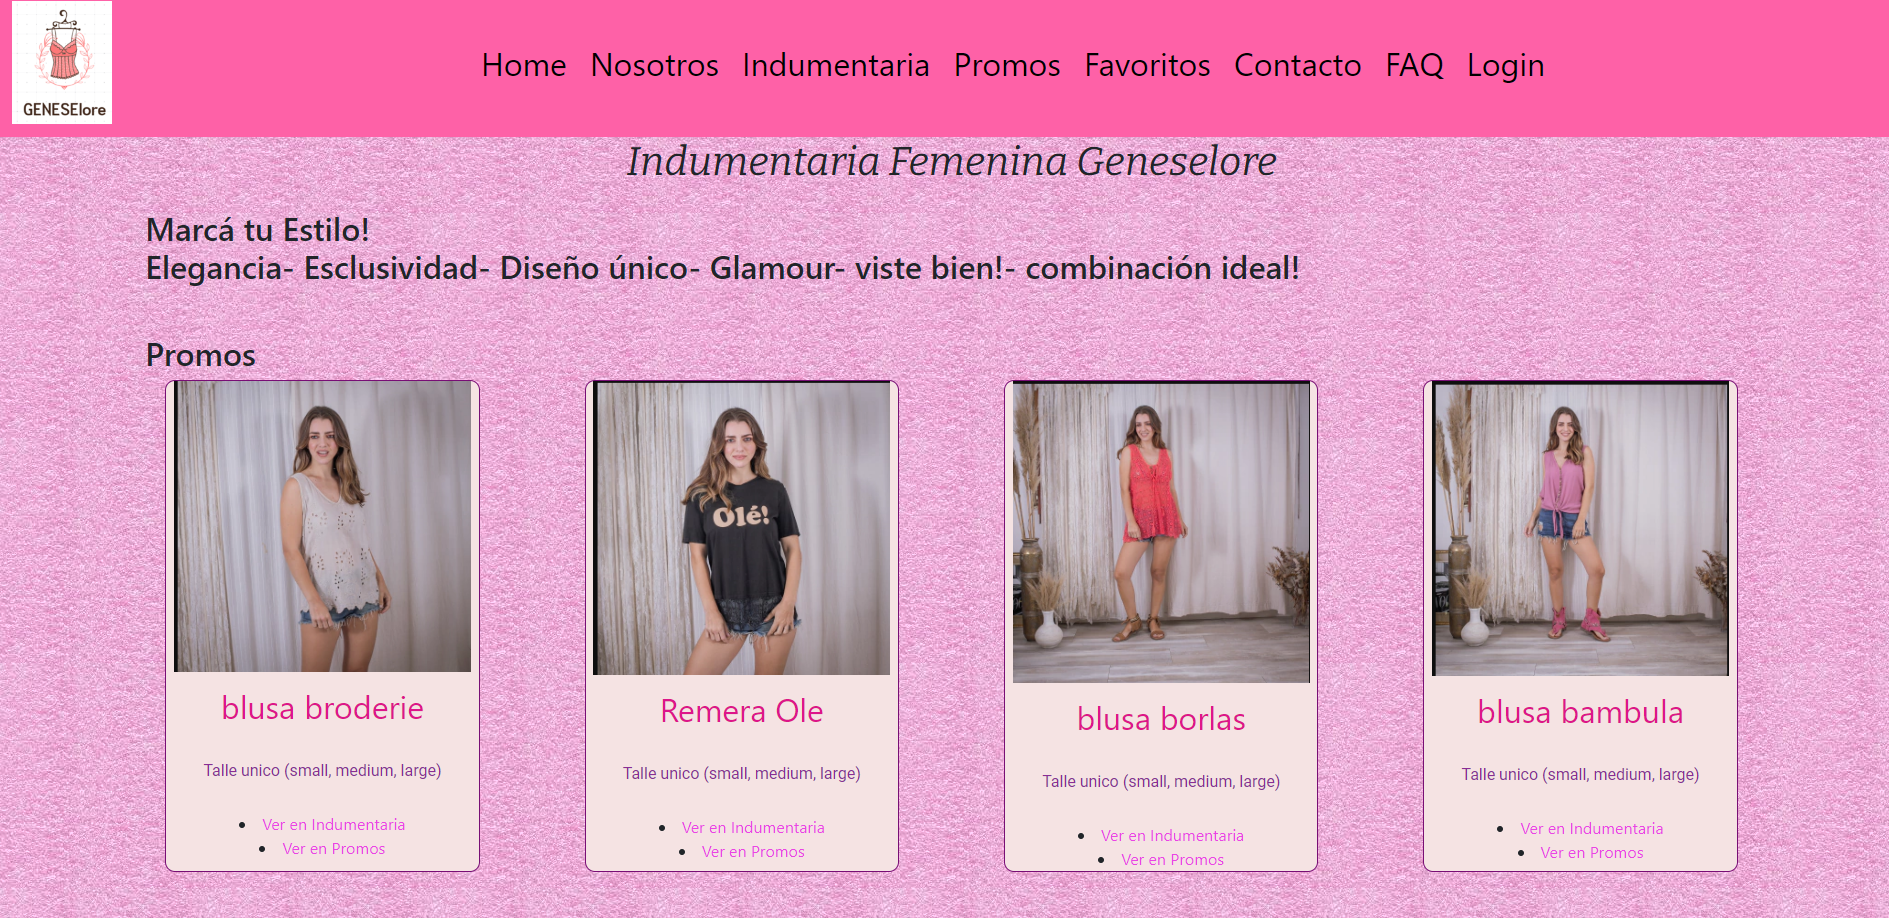 GENESElore
Home Nosotros Indumentaria Promos Favoritos Contacto FAQ Login
Indumentaria Femenina Geneselore
Marcá tu Estilo!
Elegancia- Esclusividad- Diseño único- Glamour- viste bien!- combinación ideal!
Promos
Olé!
blusa broderie
Talle unico (small, medium, large)
Ver en Indumentaria
Ver en Promos
Remera Ole
Talle unico (small, medium, large)
Ver en Indumentaria
Ver en Promos
blusa borlas
Talle unico (small, medium, large)
Ver en Indumentaria
Ver en Promos
blusa bambula
Talle unico (small, medium, large)
Ver en Indumentaria
Ver en Promos